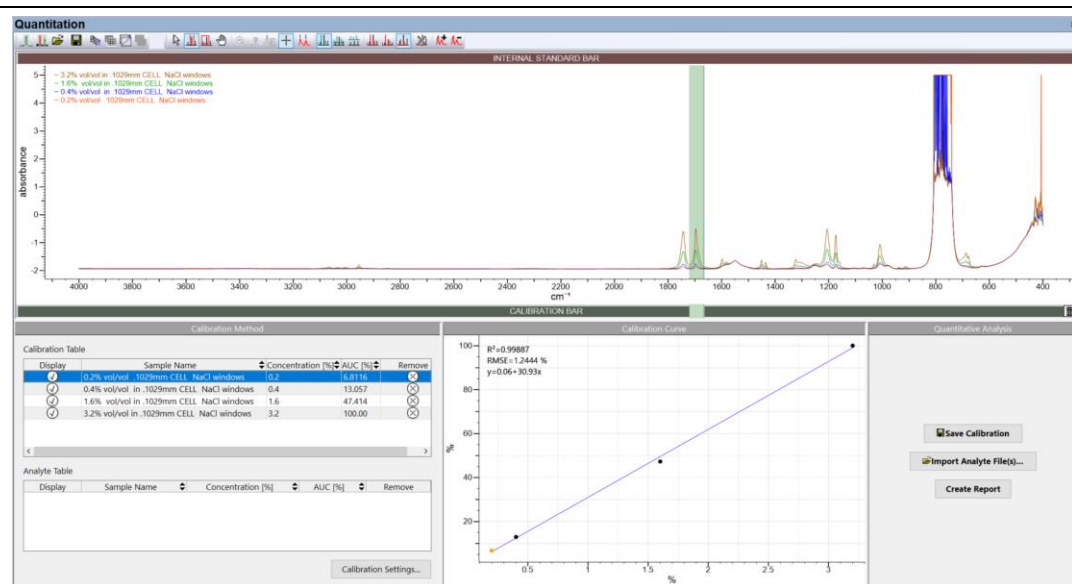 Quantitation
INTERNAL STANDARD BAR
~ 3.2% vol/vol in .1029mm CELL NaCl windows
~ 1.6% vol/vol in .1029mm CELL NaCl windows
~ 0.4% vol/vol in .1029mm CELL NaCl windows
~ 0.2% vol/vol .1029mm CELL NaCl windows
5
4
3
2
1
0
-1
-2
absorbance
4000 3800 3600 3400 3200 3000 2800 2600 2400 2200 2000 1800 1600 1400 1200 1000 800 600 400
cm⁻¹
CALIBRATION BAR
Calibration Method
Calibration Table
Display Sample Name Concentration [%] AUC [%] Remove
0.2% vol/vol .1029mm CELL NaCl windows 0.2 6.8116
0.4% vol/vol in .1029mm CELL NaCl windows 0.4 13.057
1.6% vol/vol in .1029mm CELL NaCl windows 1.6 47.414
3.2% vol/vol in .1029mm CELL NaCl windows 3.2 100.00
Analyte Table
Display Sample Name Concentration [%] AUC [%] Remove
Calibration Settings...
Calibration Curve
R²=0.99887
RMSE=1.2444 %
y=0.06+30.93x
100
80
60
40
20
%
0.5 1 1.5 2 2.5 3
%
Quantitative Analysis
Save Calibration
Import Analyte File(s)...
Create Report